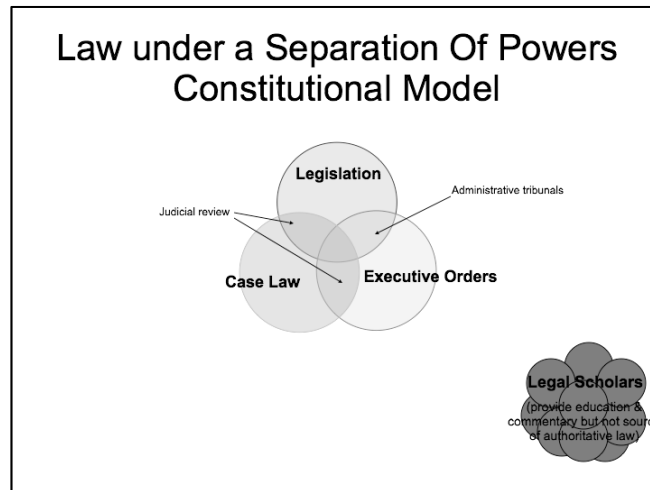 Law under a Separation Of Powers
Constitutional Model
Legislation
Administrative tribunals
Judicial review
Case Law
Executive Orders
Legal Scholars
(provide education &
commentary but not sourc
of authoritative law)